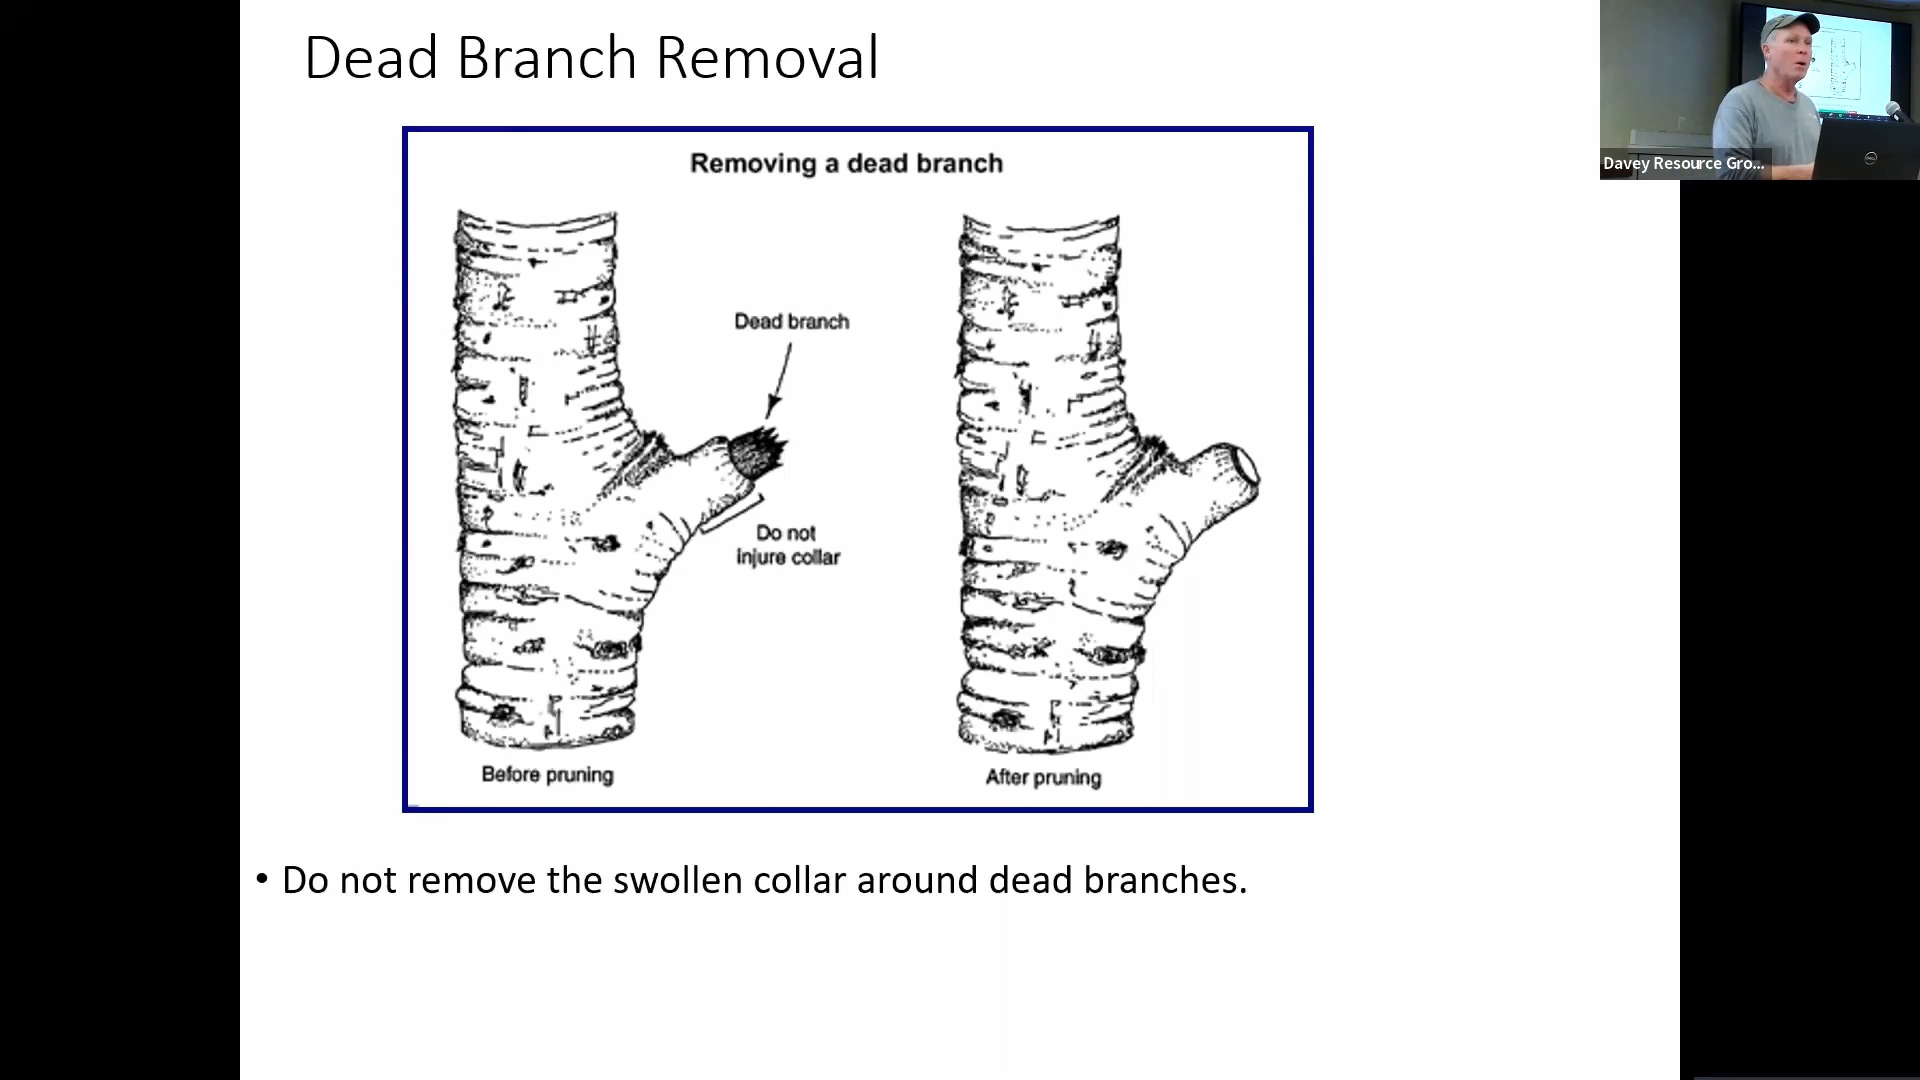 Dead Branch Removal
Removing a dead branch
Dead branch
Do not
injure collar
Before pruning
After pruning
• Do not remove the swollen collar around dead branches.
Davey Resource Gro...